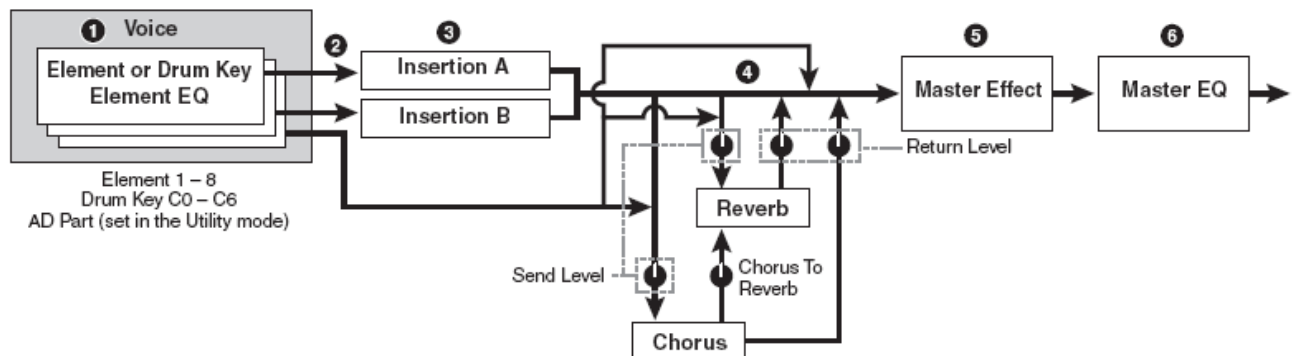 1 Voice
Element or Drum Key
Element EQ
Element 1 – 8
Drum Key C0 – C6
AD Part (set in the Utility mode)
2
3
Insertion A
Insertion B
4
5
Master Effect
6
Master EQ
Return Level
Reverb
Send Level
Chorus To
Reverb
Chorus